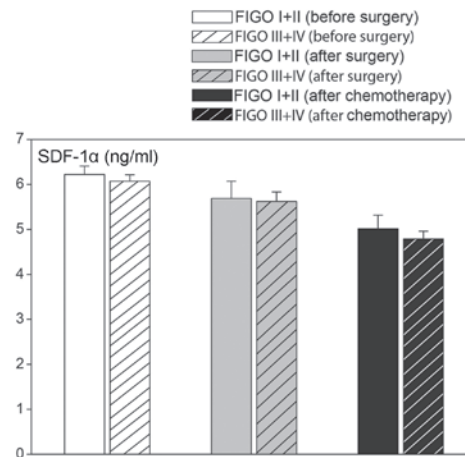 FIGO I+II (before surgery)
FIGO III+IV (before surgery)
FIGO I+II (after surgery)
FIGO III+IV (after surgery)
FIGO I+II (after chemotherapy)
FIGO III+IV (after chemotherapy)
SDF-1α (ng/ml)
7
6
5
4
3
2
1
0